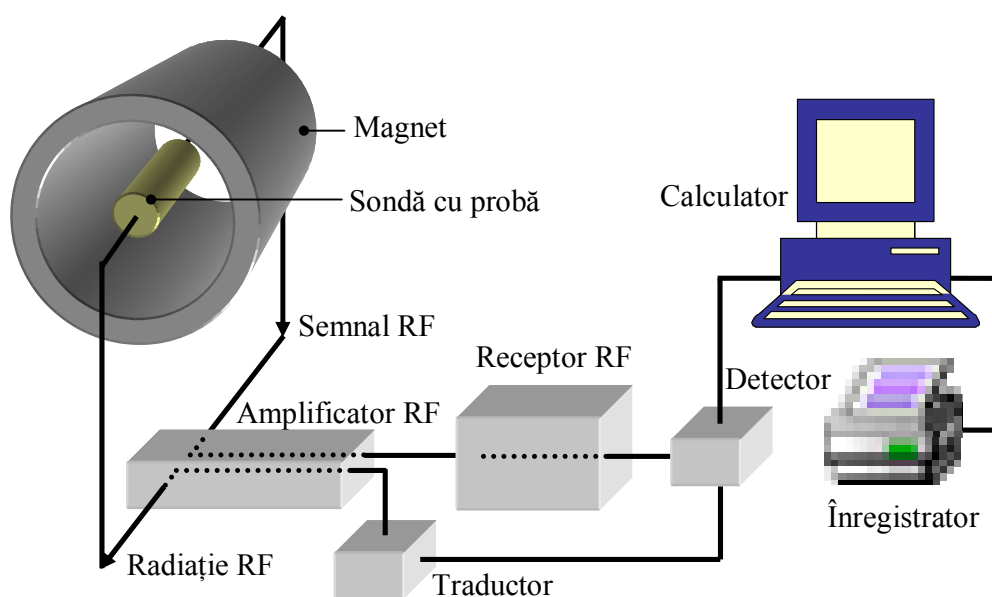 Magnet
Sondă cu probă
Calculator
Semnal RF
Receptor RF
Detector
Amplificator RF
Înregistrator
Radiație RF
Traductor